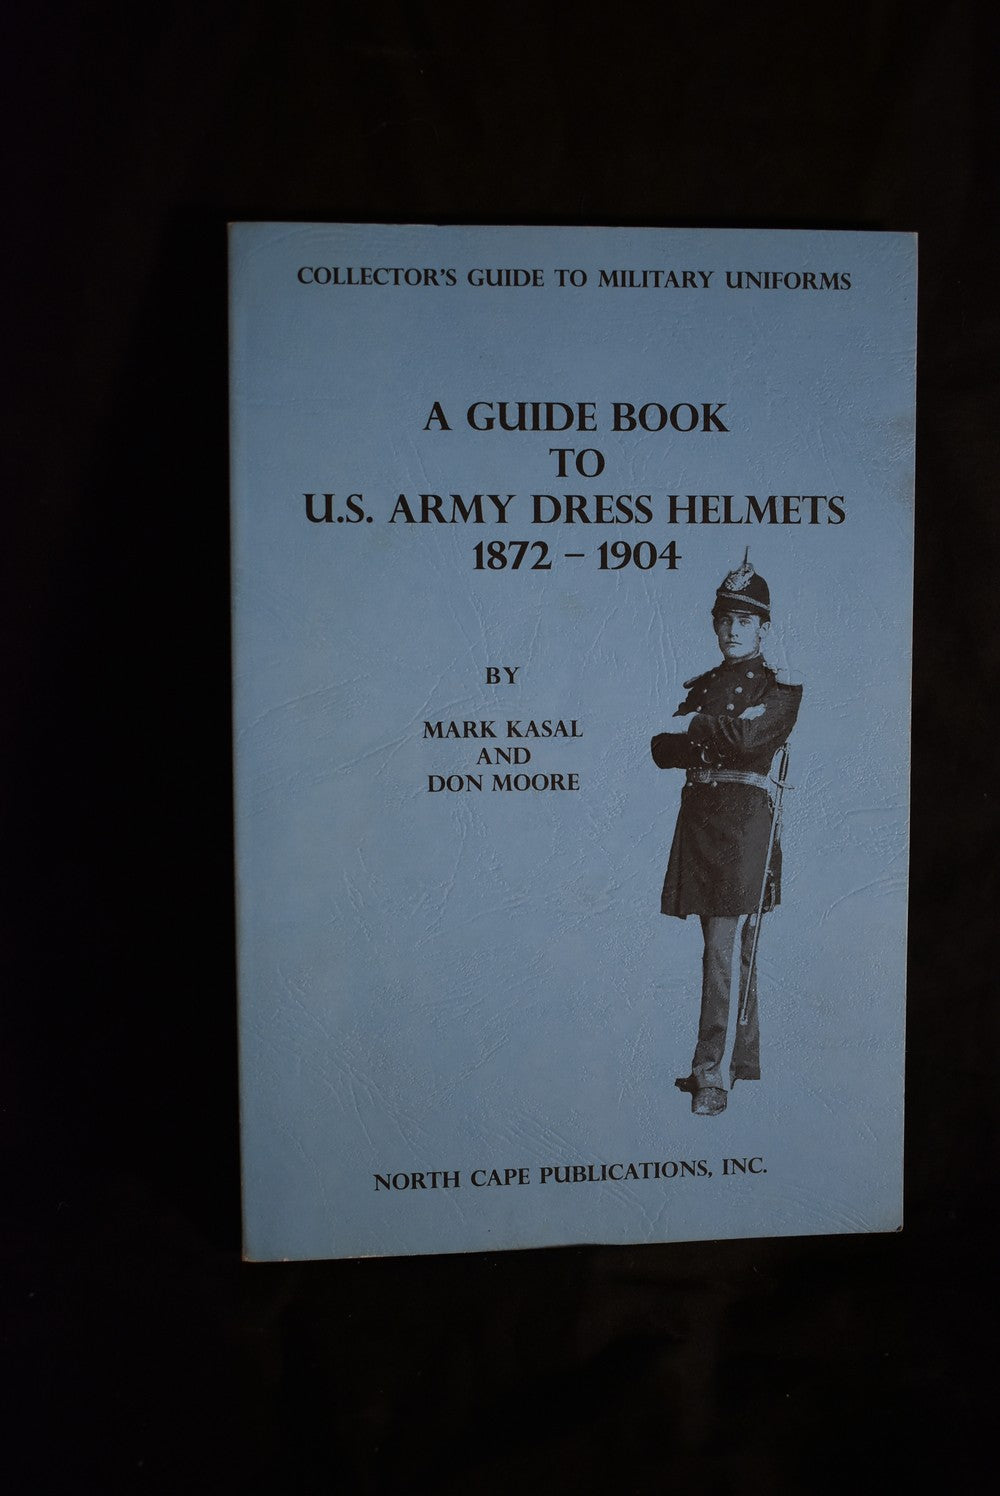 COLLECTOR'S GUIDE TO MILITARY UNIFORMS
A GUIDE BOOK
TO
U.S. ARMY DRESS HELMETS
1872 – 1904
BY
MARK KASAL
AND
DON MOORE
NORTH CAPE PUBLICATIONS, INC.